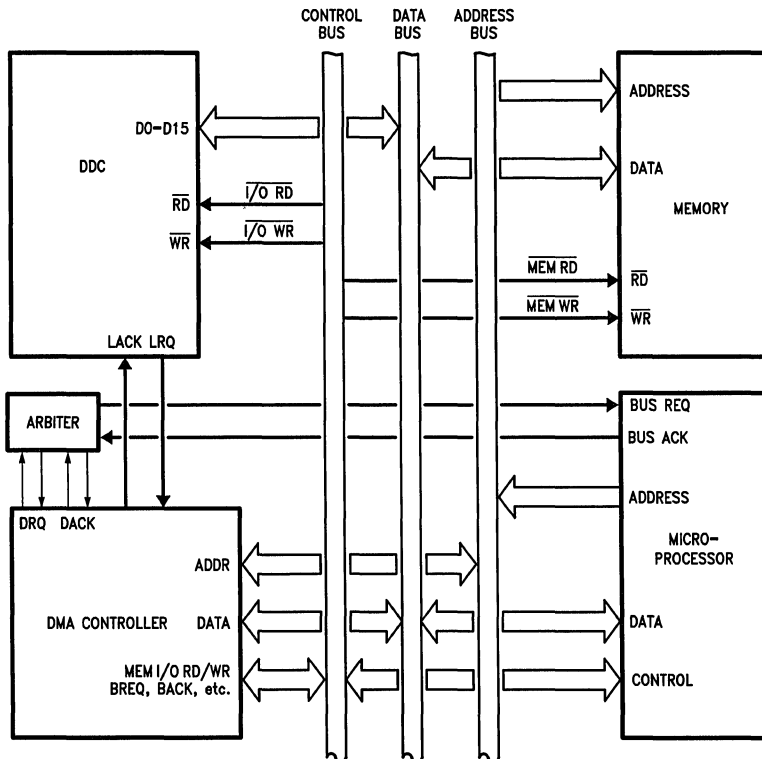 CONTROL BUS
DATA BUS
ADDRESS BUS
DDC
D0-D15
I/O RD
RD
I/O WR
WR
LACK LRQ
ADDRESS
DATA
MEMORY
MEM RD
RD
MEM WR
WR
ARBITER
BUS REQ
BUS ACK
ADDRESS
MICRO-
PROCESSOR
DATA
CONTROL
DRQ DACK
ADDR
DMA CONTROLLER
DATA
MEM I/O RD/WR
BREQ, BACK, etc.